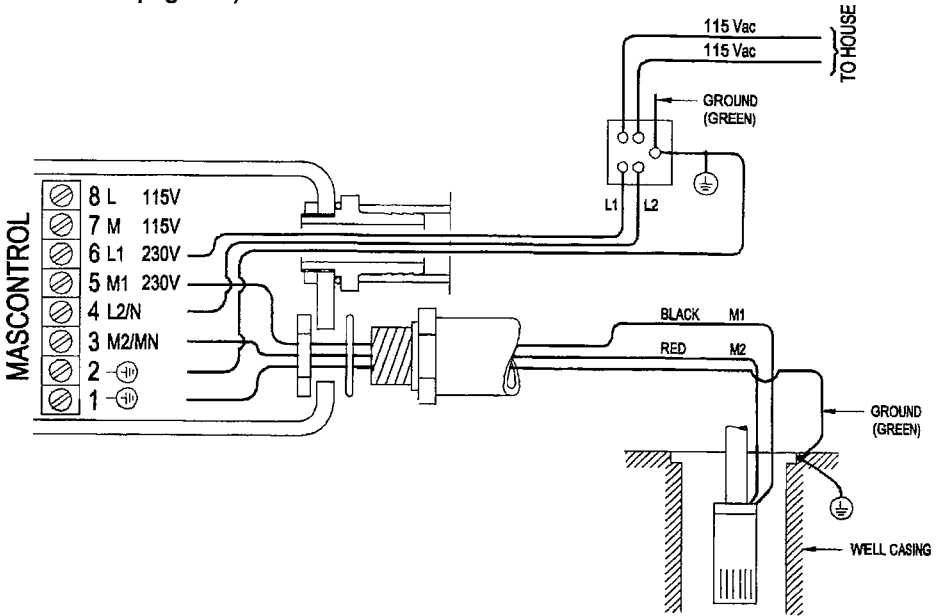 115 Vac
115 Vac
TO HOUSE
GROUND
(GREEN)
L1 L2
MASCONTROL
8 L 115V
7 M 115V
6 L1 230V
5 M1 230V
4 L2/N
3 M2/MN
2
1
BLACK M1
RED M2
GROUND
(GREEN)
WELL CASING